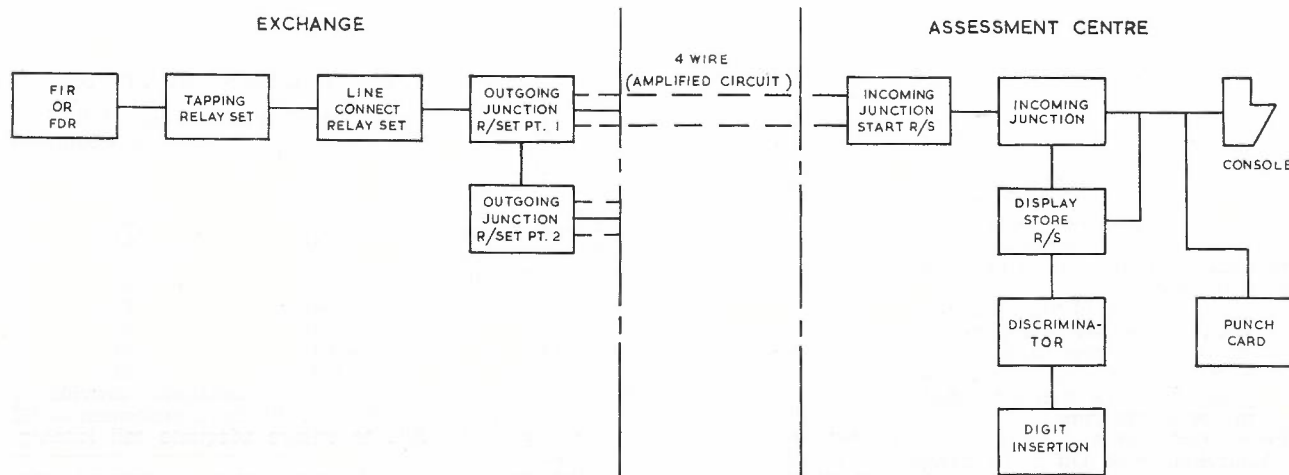 EXCHANGE
ASSESSMENT CENTRE
4 WIRE
(AMPLIFIED CIRCUIT)
FIR
OR
FDR
TAPPING
RELAY SET
LINE
CONNECT
RELAY SET
OUTGOING
JUNCTION
R/SET PT. 1
OUTGOING
JUNCTION
R/SET PT. 2
INCOMING
JUNCTION
START R/S
INCOMING
JUNCTION
CONSOLE
DISPLAY
STORE
R/S
DISCRIMINA-
TOR
PUNCH
CARD
DIGIT
INSERTION